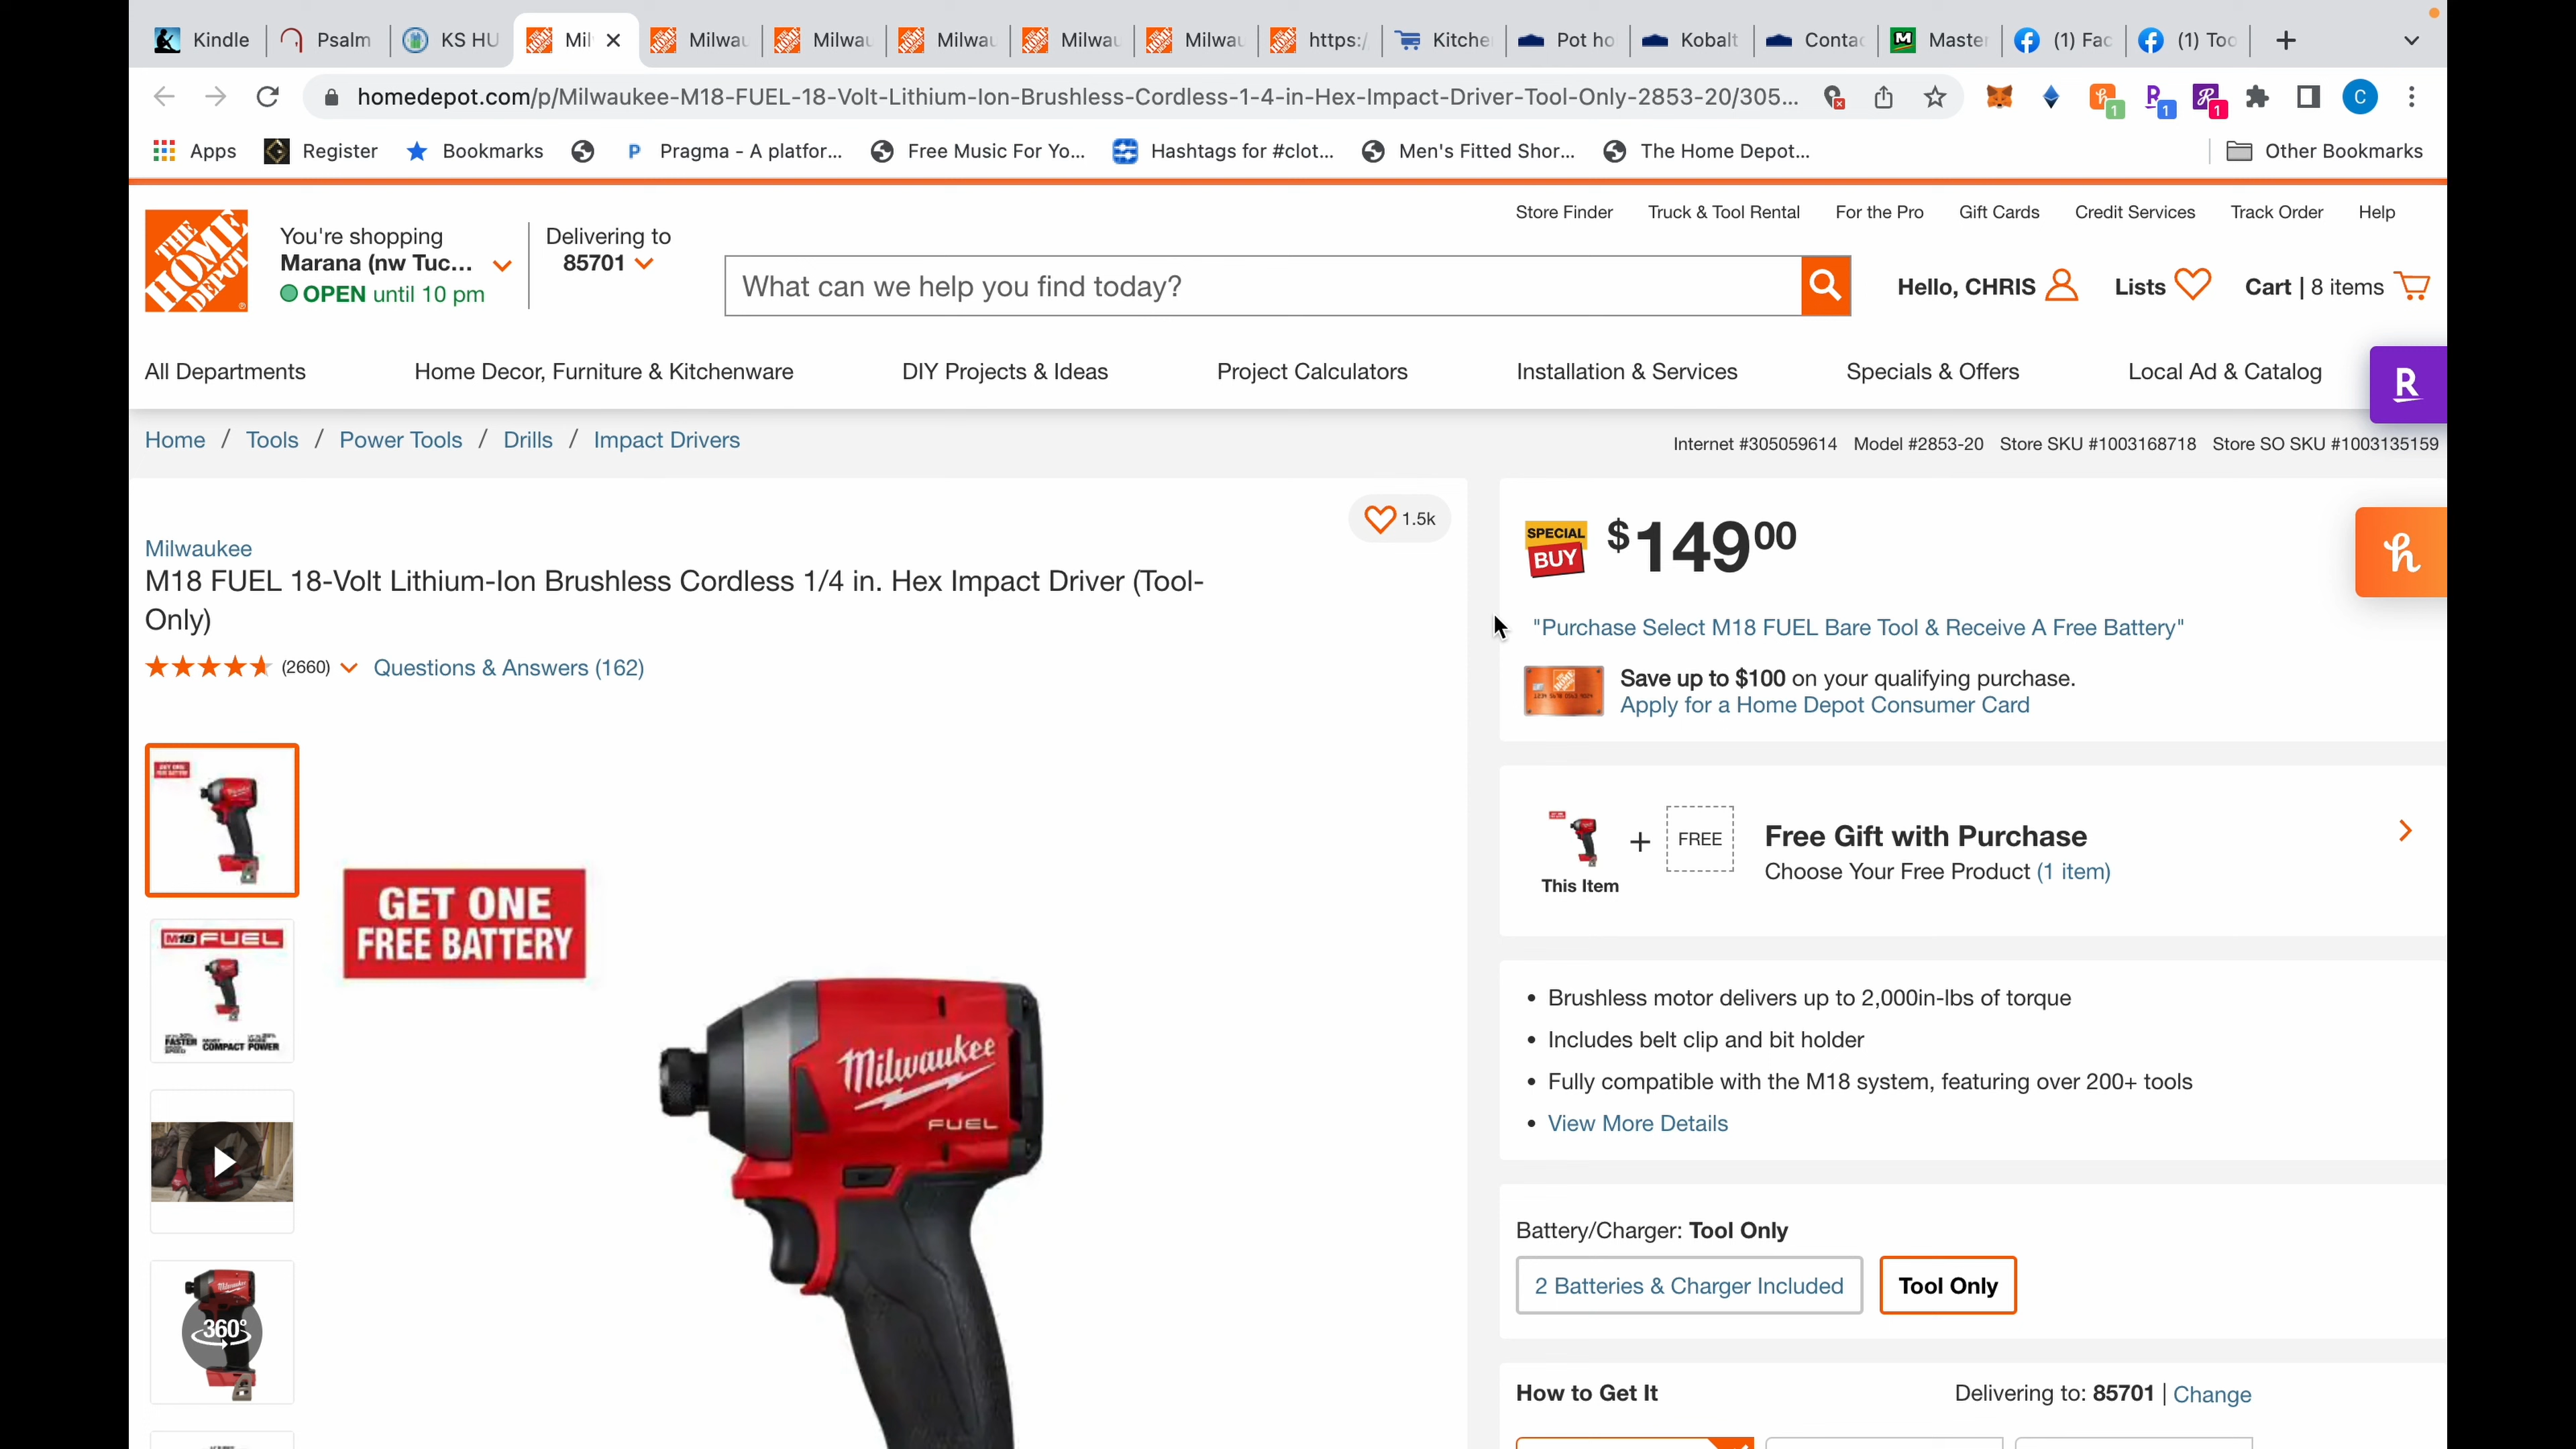 Kindle
Psalm
KS HU
Mil
Milwau
Milwau
Milwau
Milwau
Milwau
https:/
Kitche
Pot ho
Kobalt
Contac
Master
(1) Fac
(1) Too
homedepot.com/p/Milwaukee-M18-FUEL-18-Volt-Lithium-Ion-Brushless-Cordless-1-4-in-Hex-Impact-Driver-Tool-Only-2853-20/305...
1
1
1
C
Apps
Register
Bookmarks
Pragma - A platfor...
Free Music For Yo...
Hashtags for #clot...
Men's Fitted Shor...
The Home Depot...
Other Bookmarks
Store Finder
Truck & Tool Rental
For the Pro
Gift Cards
Credit Services
Track Order
Help
THE HOME DEPOT
You're shopping
Marana (nw Tuc...
OPEN until 10 pm
Delivering to
85701
What can we help you find today?
Hello, CHRIS
Lists
Cart | 8 items
All Departments
Home Decor, Furniture & Kitchenware
DIY Projects & Ideas
Project Calculators
Installation & Services
Specials & Offers
Local Ad & Catalog
R
Home / Tools / Power Tools / Drills / Impact Drivers
Internet #305059614 Model #2853-20 Store SKU #1003168718 Store SO SKU #1003135159
1.5k
Milwaukee
M18 FUEL 18-Volt Lithium-Ion Brushless Cordless 1/4 in. Hex Impact Driver (Tool-
Only)
(2660)
Questions & Answers (162)
SPECIAL
BUY
$149 00
h
"Purchase Select M18 FUEL Bare Tool & Receive A Free Battery"
Save up to $100 on your qualifying purchase.
Apply for a Home Depot Consumer Card
This Item
+
FREE
Free Gift with Purchase
Choose Your Free Product (1 item)
GET ONE
FREE BATTERY
M18 FUEL
FASTER
COMPACT
POWER
GET ONE
FREE BATTERY
Milwaukee
FUEL
360°
Brushless motor delivers up to 2,000in-lbs of torque
Includes belt clip and bit holder
Fully compatible with the M18 system, featuring over 200+ tools
View More Details
Battery/Charger: Tool Only
2 Batteries & Charger Included
Tool Only
How to Get It
Delivering to: 85701 | Change